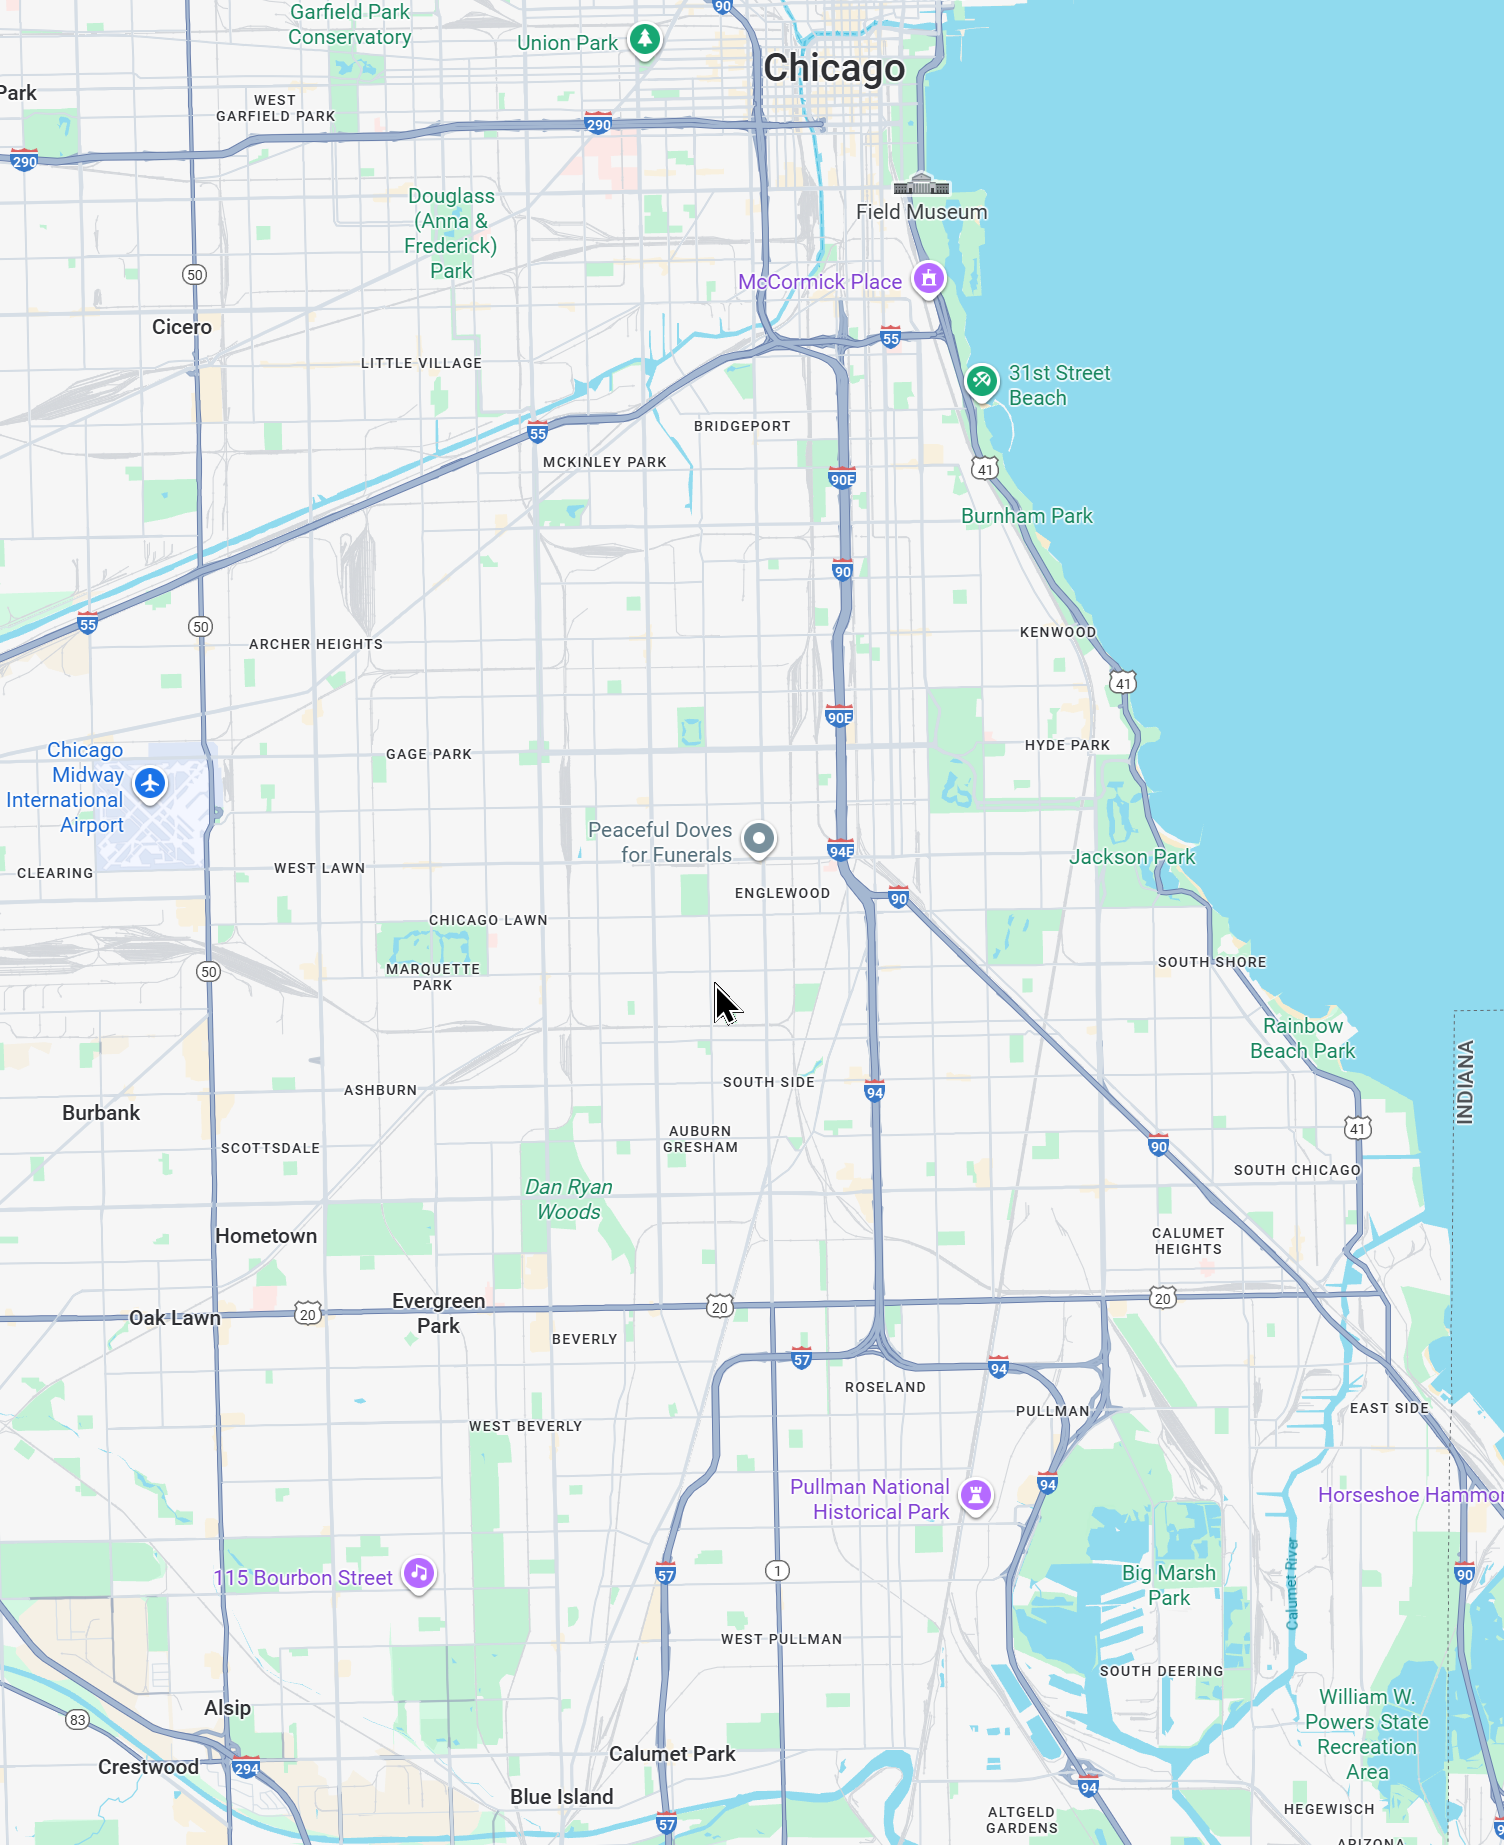 Garfield Park
Conservatory
Union Park
90
Chicago
Park
WEST
GARFIELD PARK
290
290
Douglass
(Anna &
Frederick)
Park
Field Museum
50
McCormick Place
Cicero
55
LITTLE VILLAGE
31st Street
Beach
BRIDGEPORT
55
MCKINLEY PARK
41
90E
Burnham Park
90
55
50
KENWOOD
ARCHER HEIGHTS
41
90E
HYDE PARK
Chicago
Midway
International
Airport
GAGE PARK
Peaceful Doves
for Funerals
94E
Jackson Park
CLEARING
WEST LAWN
ENGLEWOOD
90
CHICAGO LAWN
SOUTH SHORE
50
MARQUETTE
PARK
Rainbow
Beach Park
INDIANA
SOUTH SIDE
ASHBURN
94
Burbank
41
AUBURN
GRESHAM
SCOTTSDALE
90
SOUTH CHICAGO
Dan Ryan
Woods
Hometown
CALUMET
HEIGHTS
Evergreen
Park
20
20
20
Oak Lawn
BEVERLY
57
94
ROSELAND
PULLMAN
EAST SIDE
WEST BEVERLY
94
Pullman National
Historical Park
Horseshoe Hammon
115 Bourbon Street
57
1
Big Marsh
Park
Calumet River
90
WEST PULLMAN
SOUTH DEERING
Alsip
83
William W.
Powers State
Recreation
Area
Crestwood
294
Calumet Park
94
Blue Island
57
ALTGELD
GARDENS
HEGEWISCH
ARIZONA